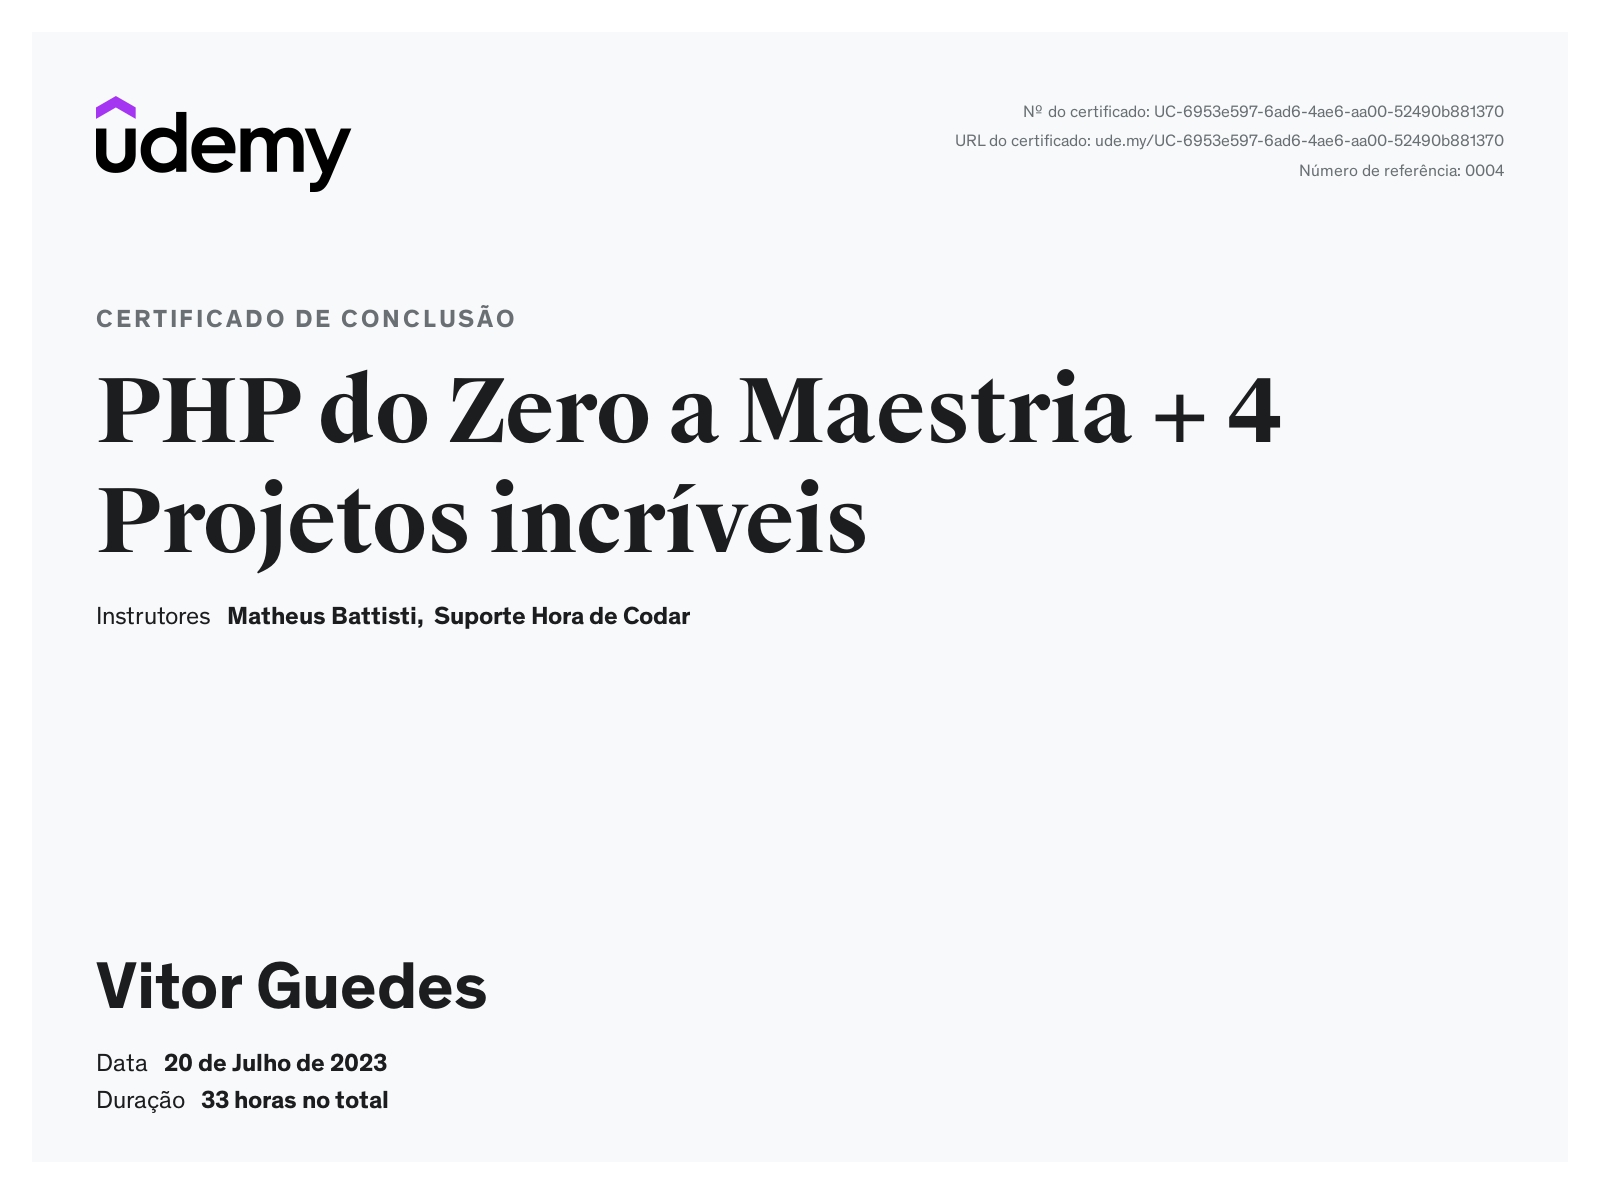 udemy
Nº do certificado: UC-6953e597-6ad6-4ae6-aa00-52490b881370
URL do certificado: ude.my/UC-6953e597-6ad6-4ae6-aa00-52490b881370
Número de referência: 0004
CERTIFICADO DE CONCLUSÃO
PHP do Zero a Maestria + 4
Projetos incríveis
Instrutores Matheus Battisti, Suporte Hora de Codar
Vitor Guedes
Data 20 de Julho de 2023
Duração 33 horas no total